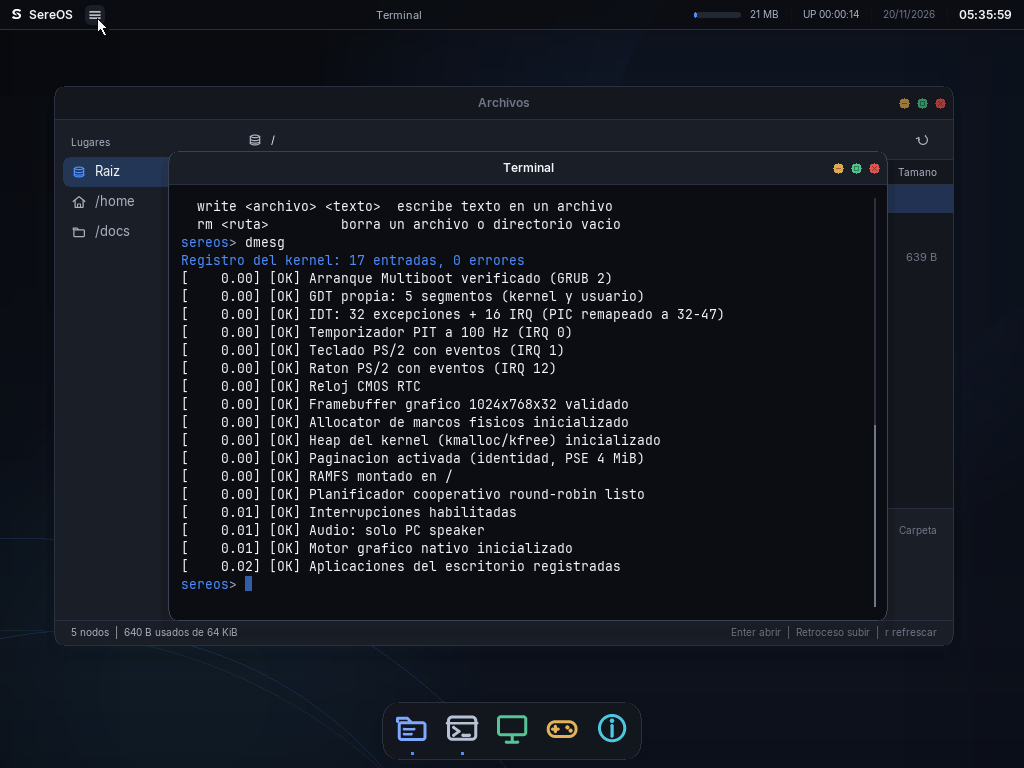 SereOS
Terminal
21 MB
UP 00:00:14
20/11/2026
05:35:59
Archivos
Lugares
/
Raiz
/home
/docs
Tamano
639 B
Carpeta
Terminal
write <archivo> <texto>  escribe texto en un archivo
rm <ruta>         borra un archivo o directorio vacio
sereos> dmesg
Registro del kernel: 17 entradas, 0 errores
[    0.00] [OK] Arranque Multiboot verificado (GRUB 2)
[    0.00] [OK] GDT propia: 5 segmentos (kernel y usuario)
[    0.00] [OK] IDT: 32 excepciones + 16 IRQ (PIC remapeado a 32-47)
[    0.00] [OK] Temporizador PIT a 100 Hz (IRQ 0)
[    0.00] [OK] Teclado PS/2 con eventos (IRQ 1)
[    0.00] [OK] Raton PS/2 con eventos (IRQ 12)
[    0.00] [OK] Reloj CMOS RTC
[    0.00] [OK] Framebuffer grafico 1024x768x32 validado
[    0.00] [OK] Allocator de marcos fisicos inicializado
[    0.00] [OK] Heap del kernel (kmalloc/kfree) inicializado
[    0.00] [OK] Paginacion activada (identidad, PSE 4 MiB)
[    0.00] [OK] RAMFS montado en /
[    0.00] [OK] Planificador cooperativo round-robin listo
[    0.01] [OK] Interrupciones habilitadas
[    0.01] [OK] Audio: solo PC speaker
[    0.01] [OK] Motor grafico nativo inicializado
[    0.02] [OK] Aplicaciones del escritorio registradas
sereos>
5 nodos | 640 B usados de 64 KiB
Enter abrir | Retroceso subir | r refrescar